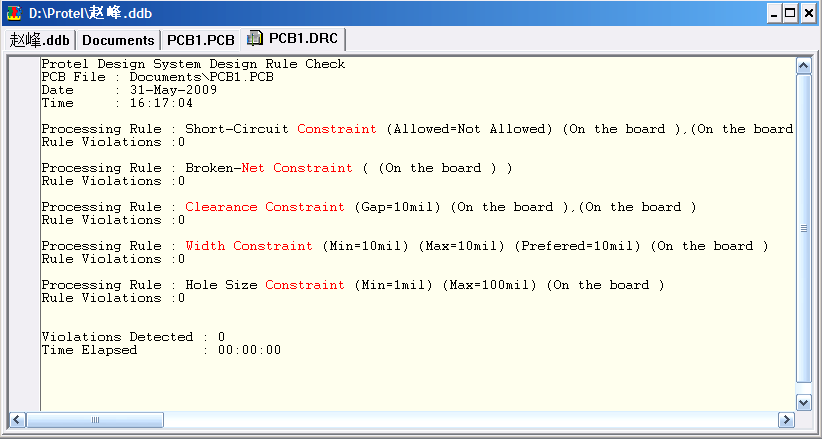 D:\Protel\赵峰.ddb
赵峰.ddb Documents PCB1.PCB PCB1.DRC
Protel Design System Design Rule Check
PCB File : Documents\PCB1.PCB
Date     : 31-May-2009
Time     : 16:17:04
Processing Rule : Short-Circuit Constraint (Allowed=Not Allowed) (On the board ),(On the board
Rule Violations :0
Processing Rule : Broken-Net Constraint ( (On the board ) )
Rule Violations :0
Processing Rule : Clearance Constraint (Gap=10mil) (On the board ),(On the board )
Rule Violations :0
Processing Rule : Width Constraint (Min=10mil) (Max=10mil) (Prefered=10mil) (On the board )
Rule Violations :0
Processing Rule : Hole Size Constraint (Min=1mil) (Max=100mil) (On the board )
Rule Violations :0
Violations Detected : 0
Time Elapsed        : 00:00:00